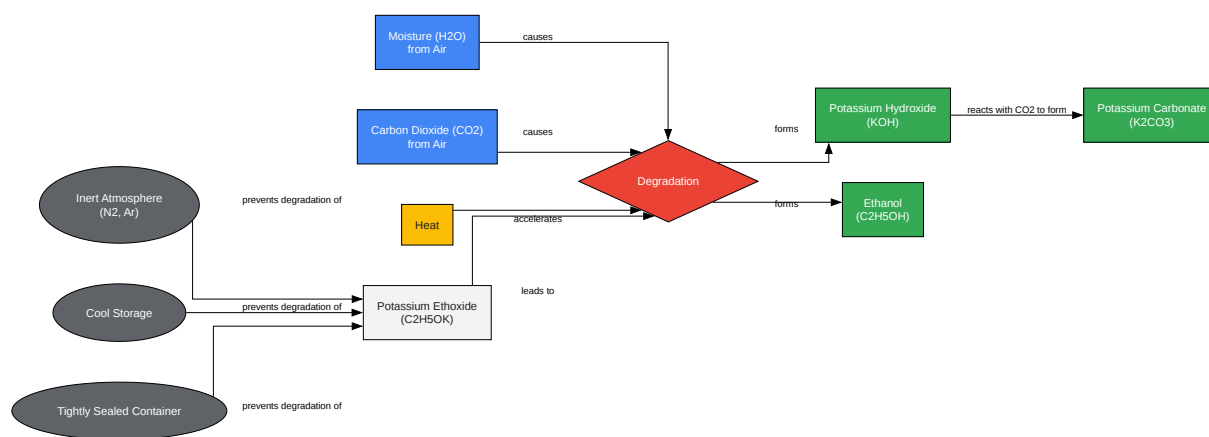 Moisture (H2O)
from Air
causes
Carbon Dioxide (CO2)
from Air
causes
Potassium Hydroxide
(KOH)
reacts with CO2 to form
Potassium Carbonate
(K2CO3)
forms
Degradation
Inert Atmosphere
(N2, Ar)
prevents degradation of
Heat
accelerates
forms
Ethanol
(C2H5OH)
leads to
Cool Storage
prevents degradation of
Potassium Ethoxide
(C2H5OK)
Tightly Sealed Container
prevents degradation of